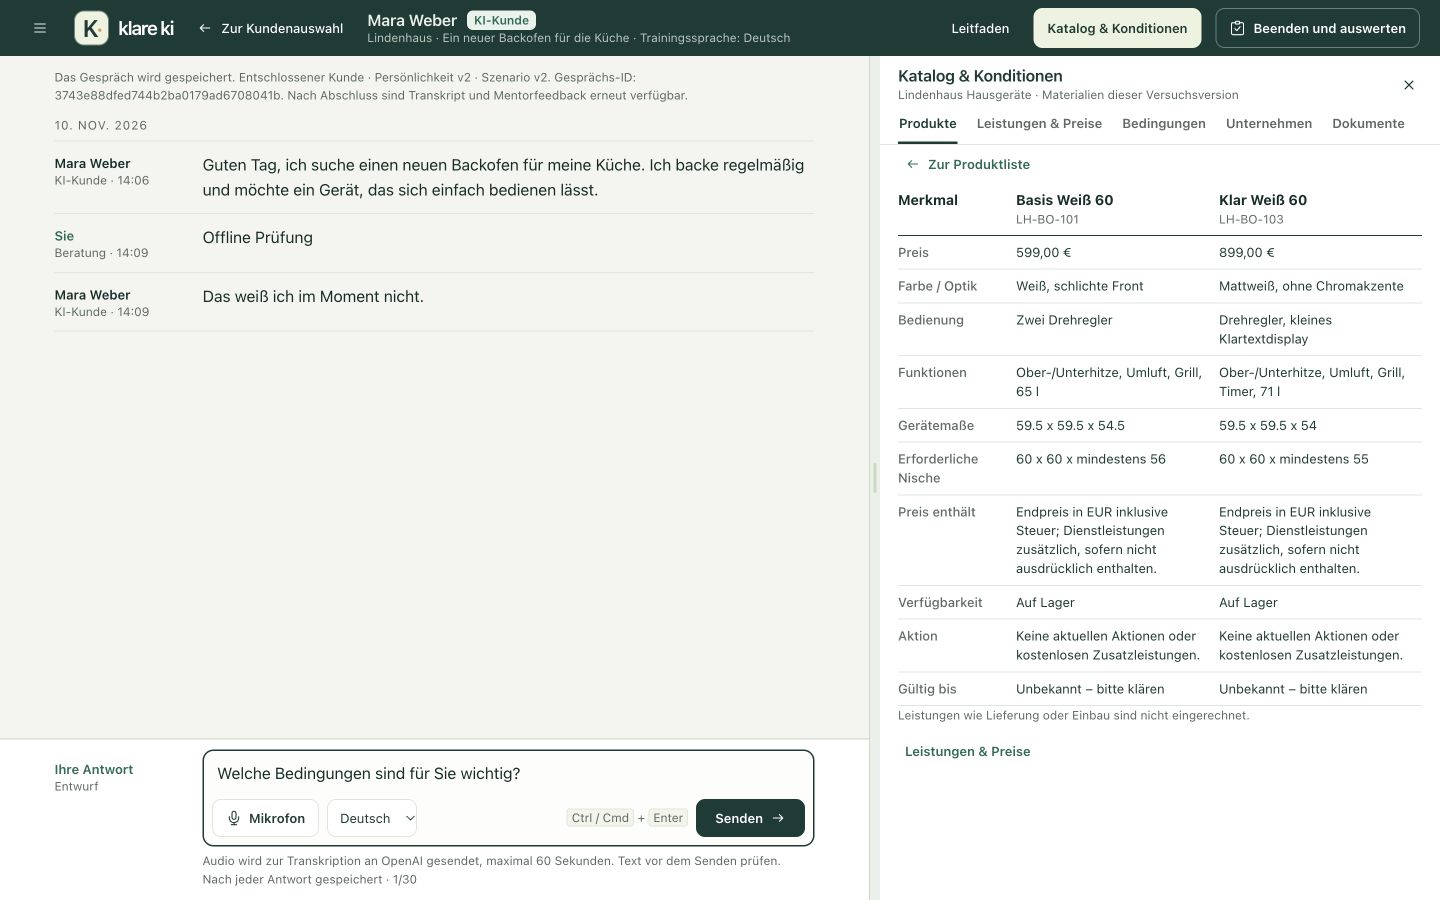 K.
klare ki
← Zur Kundenauswahl
Mara Weber KI-Kunde
Lindenhaus · Ein neuer Backofen für die Küche · Trainingssprache: Deutsch
Leitfaden
Katalog & Konditionen
Beenden und auswerten
Das Gespräch wird gespeichert. Entschlossener Kunde · Persönlichkeit v2 · Szenario v2. Gesprächs-ID:
3743e88dfed744b2ba0179ad6708041b. Nach Abschluss sind Transkript und Mentorfeedback erneut verfügbar.
10. NOV. 2026
Mara Weber
KI-Kunde · 14:06
Guten Tag, ich suche einen neuen Backofen für meine Küche. Ich backe regelmäßig
und möchte ein Gerät, das sich einfach bedienen lässt.
Sie
Beratung · 14:09
Offline Prüfung
Mara Weber
KI-Kunde · 14:09
Das weiß ich im Moment nicht.
Ihre Antwort
Entwurf
Welche Bedingungen sind für Sie wichtig?
Mikrofon
Deutsch
Ctrl / Cmd + Enter
Senden →
Audio wird zur Transkription an OpenAI gesendet, maximal 60 Sekunden. Text vor dem Senden prüfen.
Nach jeder Antwort gespeichert · 1/30
Katalog & Konditionen
Lindenhaus Hausgeräte · Materialien dieser Versuchsversion
Produkte Leistungen & Preise Bedingungen Unternehmen Dokumente
← Zur Produktliste
Merkmal Basis Weiß 60 Klar Weiß 60
LH-BO-101 LH-BO-103
Preis 599,00 € 899,00 €
Farbe / Optik Weiß, schlichte Front Mattweiß, ohne Chromakzente
Bedienung Zwei Drehregler Drehregler, kleines
Klartextdisplay
Funktionen Ober-/Unterhitze, Umluft, Grill, Ober-/Unterhitze, Umluft, Grill,
65 l Timer, 71 l
Gerätemaße 59.5 x 59.5 x 54.5 59.5 x 59.5 x 54
Erforderliche 60 x 60 x mindestens 56 60 x 60 x mindestens 55
Nische
Preis enthält Endpreis in EUR inklusive Endpreis in EUR inklusive
Steuer; Dienstleistungen Steuer; Dienstleistungen
zusätzlich, sofern nicht zusätzlich, sofern nicht
ausdrücklich enthalten. ausdrücklich enthalten.
Verfügbarkeit Auf Lager Auf Lager
Aktion Keine aktuellen Aktionen oder Keine aktuellen Aktionen oder
kostenlosen Zusatzleistungen. kostenlosen Zusatzleistungen.
Gültig bis Unbekannt – bitte klären Unbekannt – bitte klären
Leistungen wie Lieferung oder Einbau sind nicht eingerechnet.
Leistungen & Preise